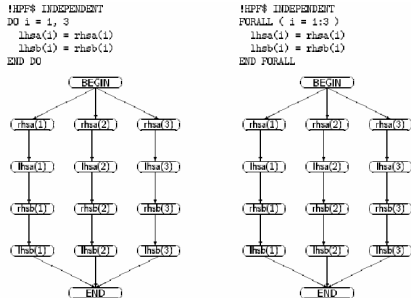 !HPF$ INDEPENDENT
DO i = 1, 3
lhsa(i) = rhsa(i)
lhsb(i) = rhsb(i)
END DO
BEGIN
rhsa(1) rhsa(2) rhsa(3)
lhsa(1) lhsa(2) lhsa(3)
rhsb(1) rhsb(2) rhsb(3)
lhsb(1) lhsb(2) lhsb(3)
END
!HPF$ INDEPENDENT
FORALL ( i = 1:3 )
lhsa(i) = rhsa(i)
lhsb(i) = rhsb(i)
END FORALL
BEGIN
rhsa(1) rhsa(2) rhsa(3)
lhsa(1) lhsa(2) lhsa(3)
rhsb(1) rhsb(2) rhsb(3)
lhsb(1) lhsb(2) lhsb(3)
END